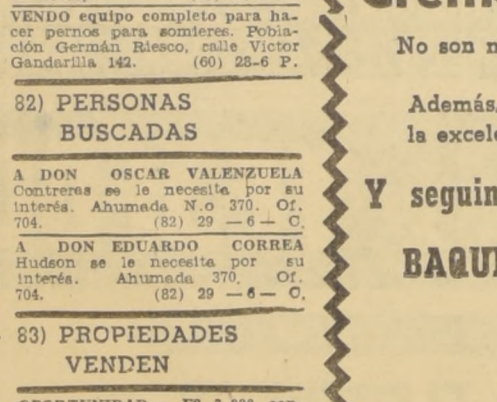 VENDO equipo completo para ha-
cer pernos para somieres. Pobla-
ción Germán Riesco, calle Víctor
Gandarilla 142. (60) 28-6 P.
82) PERSONAS
BUSCADAS
A DON OSCAR VALENZUELA
Contreras se le necesita por su
interés. Ahumada N.o 370. Of.
704. (82) 29 — 6 — C.
A DON EDUARDO CORREA
Hudson se le necesita por su
interés. Ahumada 370. Of.
704. (82) 29 — 6 — C.
83) PROPIEDADES
VENDEN
No son
Además,
la excel
Y seguin
BAQU